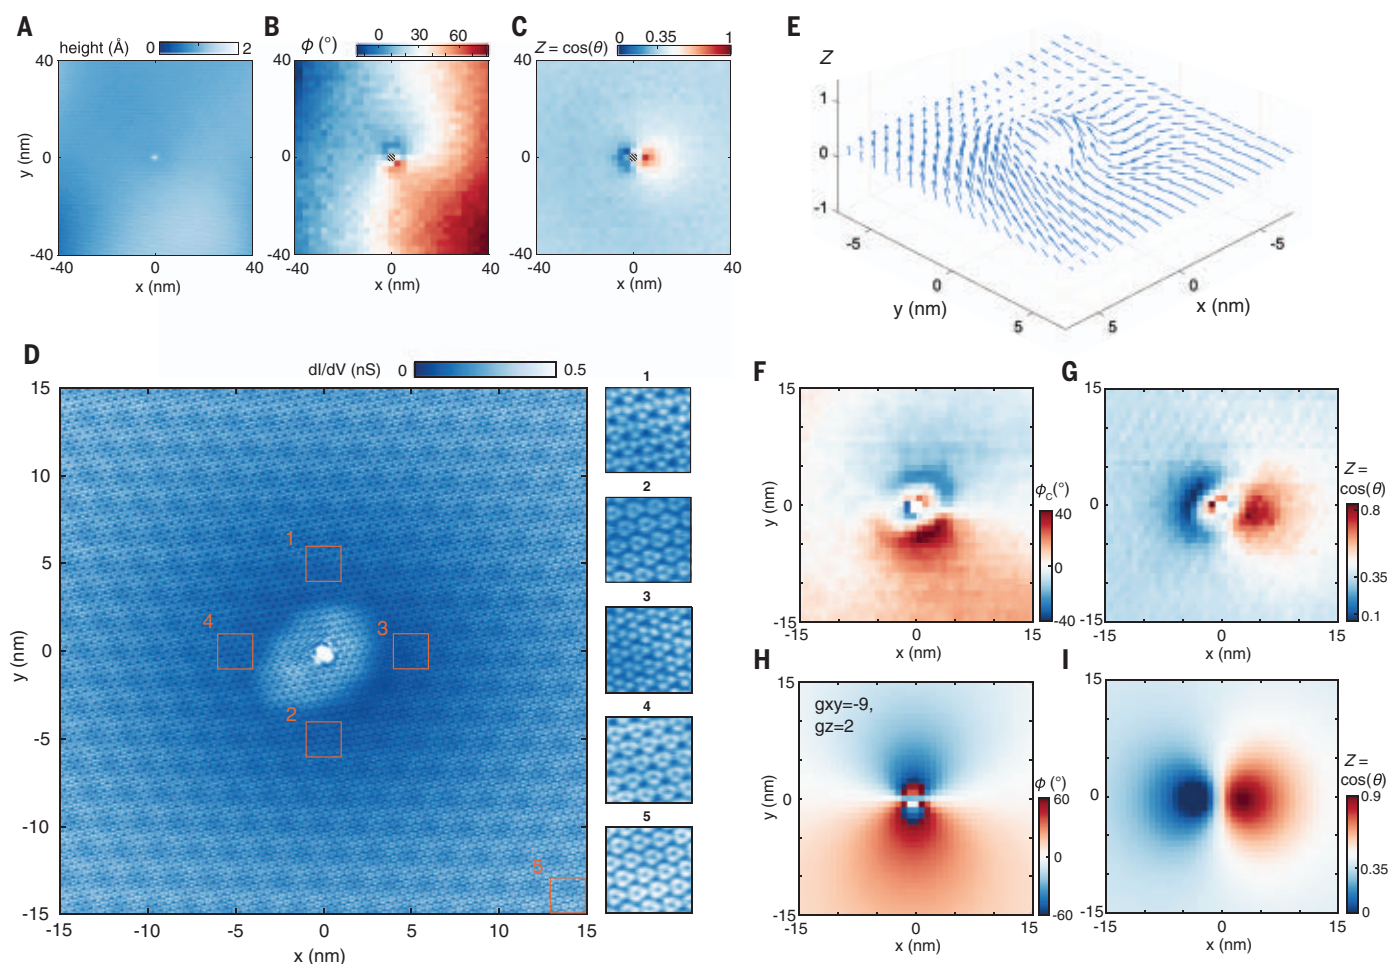 A
height (Å)
0
2
40
0
-40
y (nm)
-40
0
40
x (nm)
B
ϕ (°)
0
30
60
40
0
-40
-40
0
40
x (nm)
C
Z = cos(θ)
0
0.35
1
40
0
-40
-40
0
40
x (nm)
E
Z
1
0
-1
-5
0
5
y (nm)
-5
0
5
x (nm)
D
dI/dV (nS)
0
0.5
15
10
5
0
-5
-10
-15
y (nm)
-15
-10
-5
0
5
10
15
x (nm)
1
4
3
2
5
1
2
3
4
5
F
15
0
-15
y (nm)
-15
0
15
x (nm)
ϕC(°)
40
0
-40
G
15
0
-15
y (nm)
-15
0
15
x (nm)
Z =
cos(θ)
0.8
0.35
0.1
H
gxy=-9,
gz=2
15
0
-15
y (nm)
-15
0
15
x (nm)
ϕ (°)
60
0
-60
I
15
0
-15
y (nm)
-15
0
15
x (nm)
Z =
cos(θ)
0.9
0.35
0